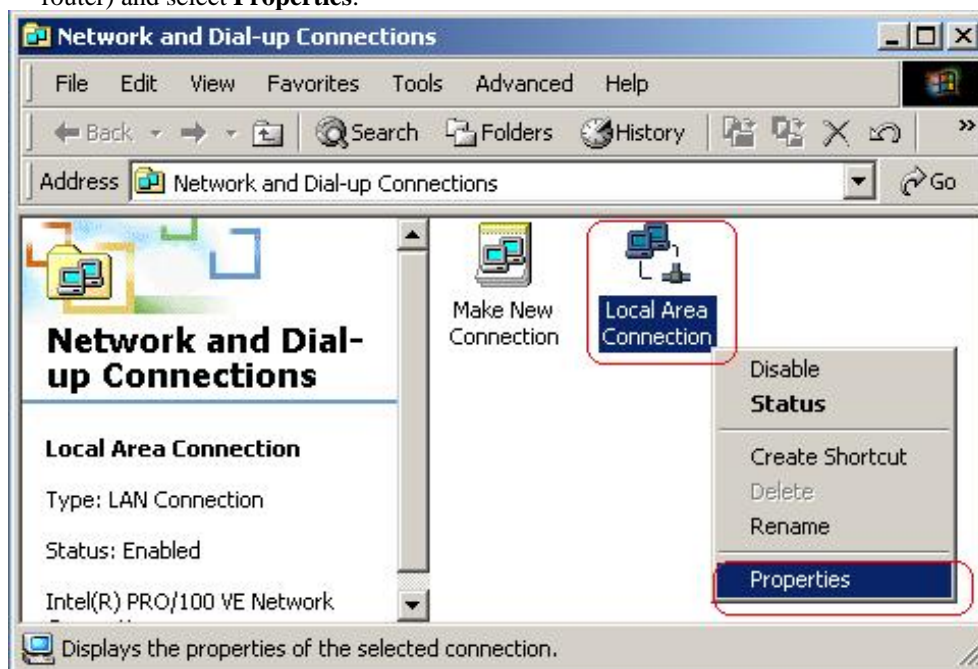 router) and select Properties.
Network and Dial-up Connections
File Edit View Favorites Tools Advanced Help
Back Search Folders History »
Address Network and Dial-up Connections Go
Network and Dial-
up Connections
Local Area Connection
Type: LAN Connection
Status: Enabled
Intel(R) PRO/100 VE Network
Make New
Connection
Local Area
Connection
Disable
Status
Create Shortcut
Delete
Rename
Properties
Displays the properties of the selected connection.